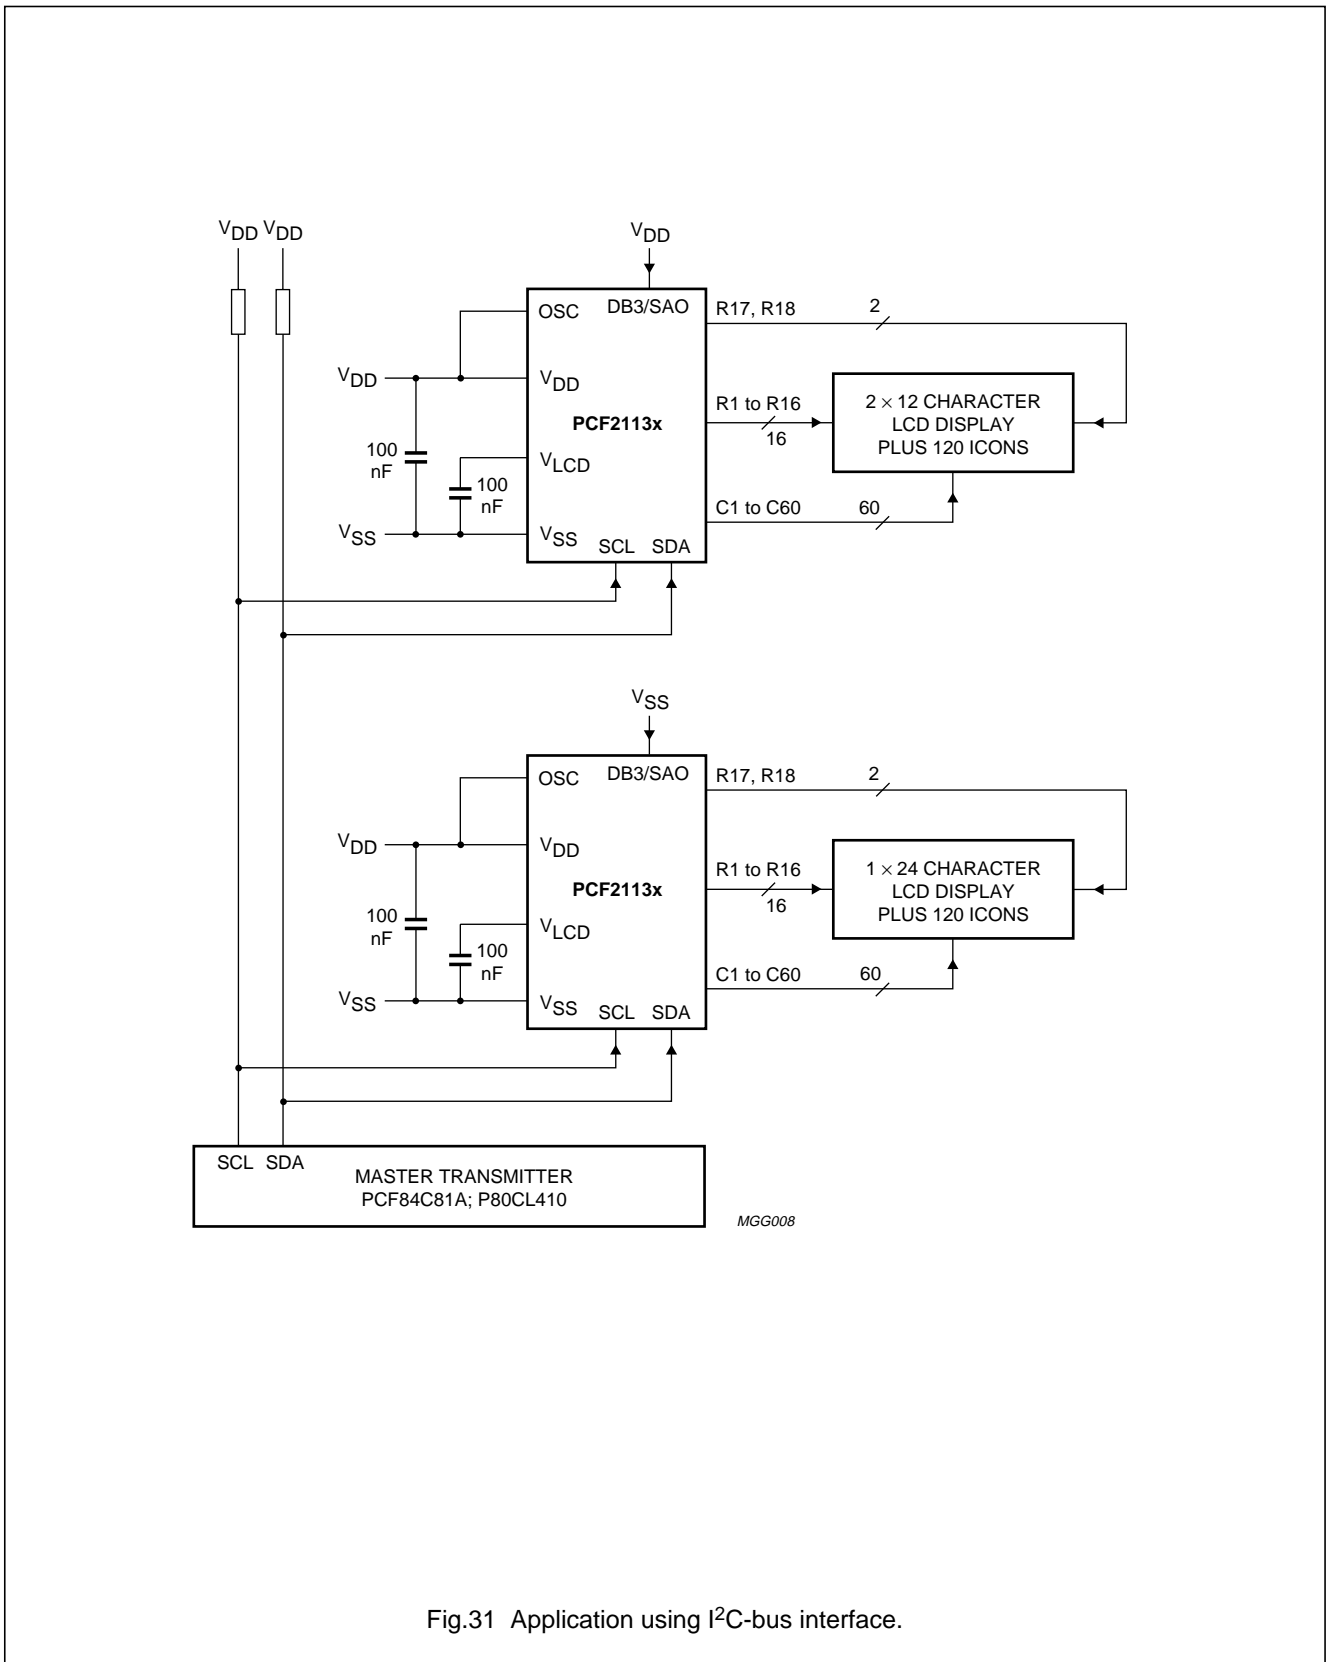 VDD VDD
VDD
OSC
DB3/SAO
R17, R18
2
VDD
VDD
PCF2113x
R1 to R16
16
2 × 12 CHARACTER
LCD DISPLAY
PLUS 120 ICONS
100
nF
VLCD
100
nF
C1 to C60
60
VSS
VSS
SCL
SDA
VSS
OSC
DB3/SAO
R17, R18
2
VDD
VDD
PCF2113x
R1 to R16
16
1 × 24 CHARACTER
LCD DISPLAY
PLUS 120 ICONS
100
nF
VLCD
100
nF
C1 to C60
60
VSS
VSS
SCL
SDA
SCL SDA
MASTER TRANSMITTER
PCF84C81A; P80CL410
MGG008
Fig.31 Application using I²C-bus interface.